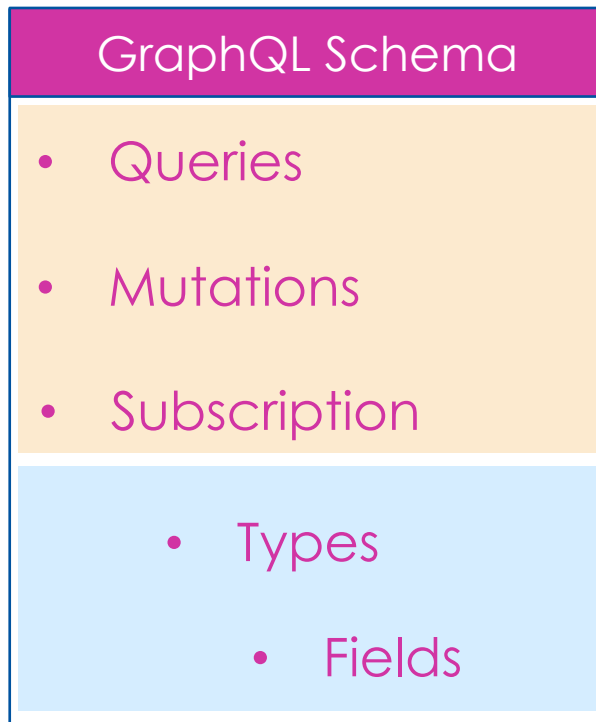 GraphQL Schema
• Queries
• Mutations
• Subscription
• Types
• Fields